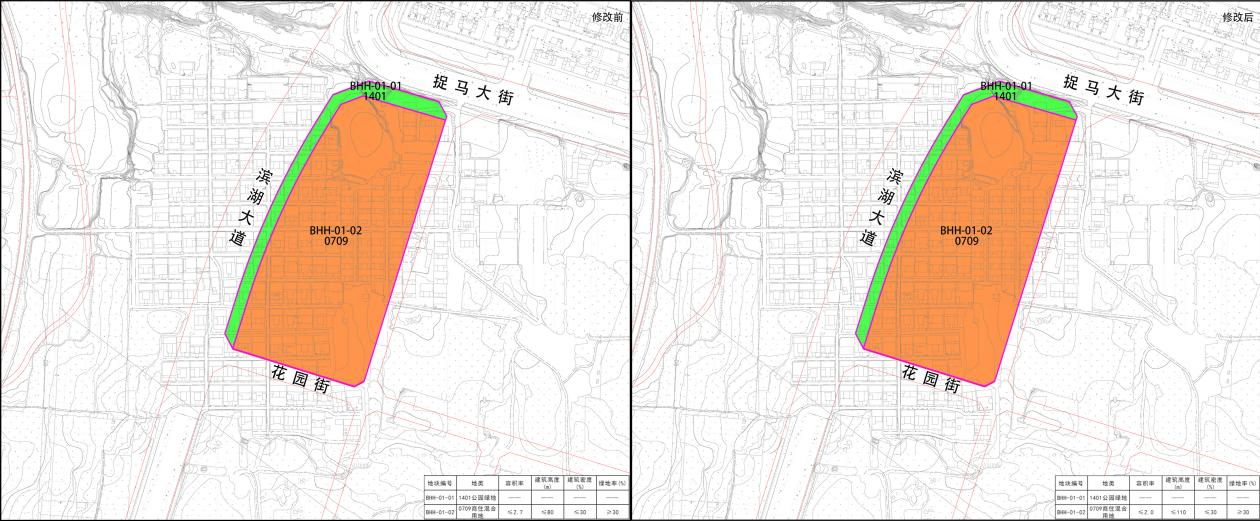 修改前
捉马大街
BHH-01-01
1401
滨湖大道
BHH-01-02
0709
花园街
地块编号 地类 容积率 建筑高度(m) 建筑密度(%) 绿地率(%)
BHH-01-01 1401公园绿地 —— —— —— ——
BHH-01-02 0709商住混合用地 ≤2.7 ≤80 ≤30 ≥30
修改后
捉马大街
BHH-01-01
1401
滨湖大道
BHH-01-02
0709
花园街
地块编号 地类 容积率 建筑高度(m) 建筑密度(%) 绿地率(%)
BHH-01-01 1401公园绿地 —— —— —— ——
BHH-01-02 0709商住混合用地 ≤2.0 ≤110 ≤30 ≥30